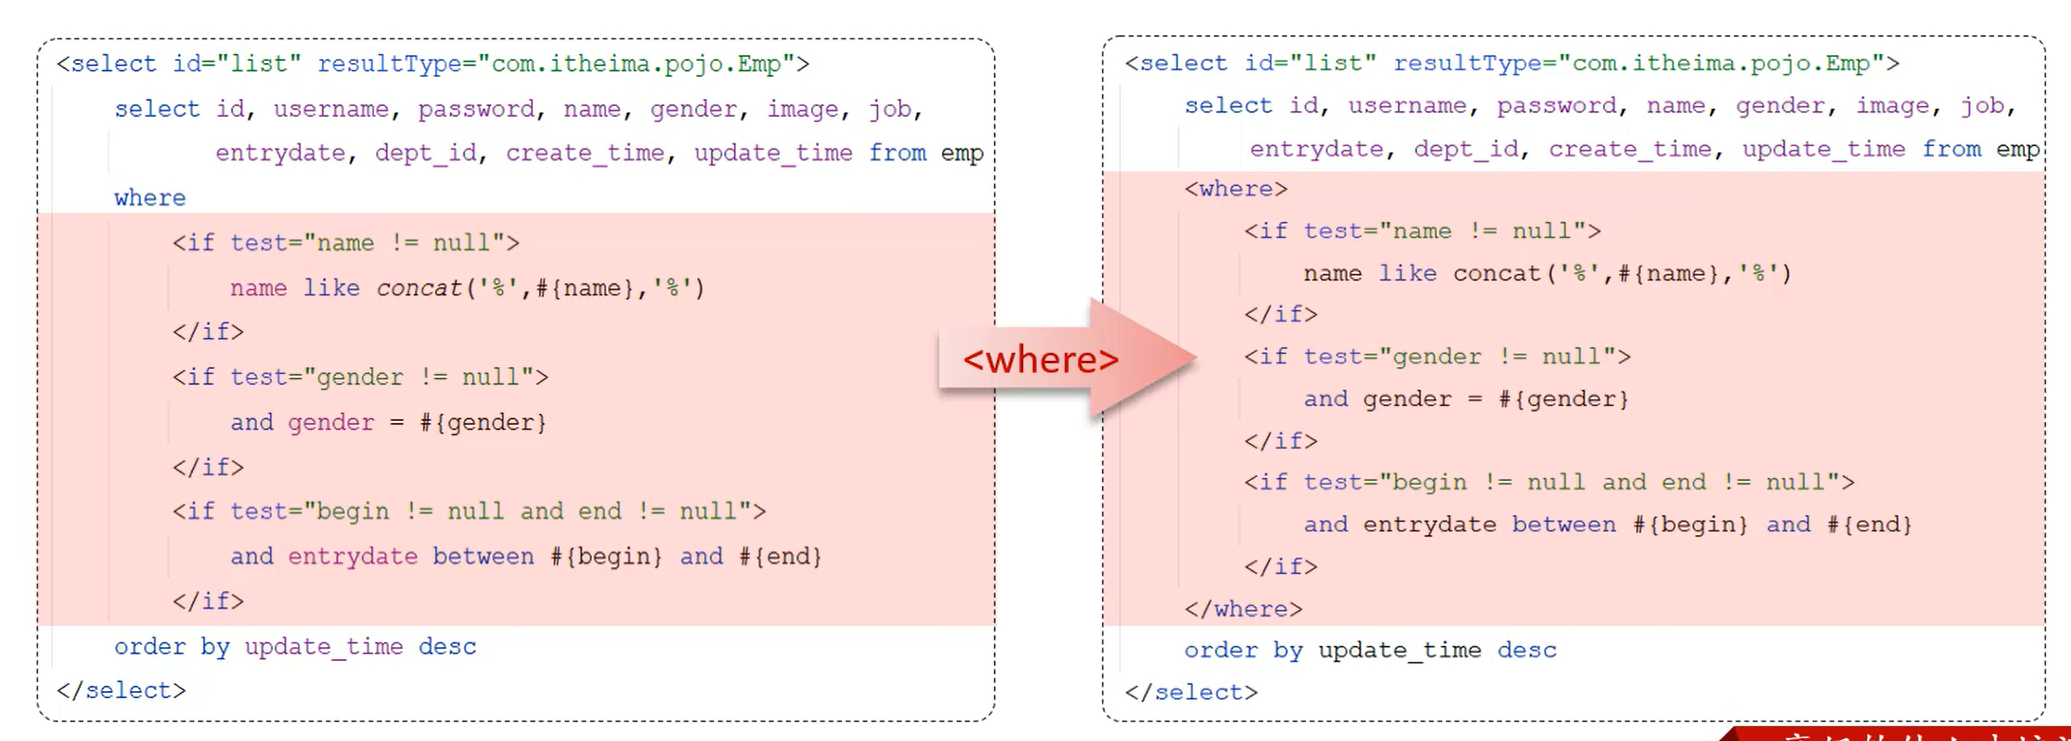 <select id="list" resultType="com.itheima.pojo.Emp">
select id, username, password, name, gender, image, job,
entrydate, dept_id, create_time, update_time from emp
where
<if test="name != null">
name like concat('%',#{name},'%')
</if>
<if test="gender != null">
and gender = #{gender}
</if>
<if test="begin != null and end != null">
and entrydate between #{begin} and #{end}
</if>
order by update_time desc
</select>
<where>
<select id="list" resultType="com.itheima.pojo.Emp">
select id, username, password, name, gender, image, job,
entrydate, dept_id, create_time, update_time from emp
<where>
<if test="name != null">
name like concat('%',#{name},'%')
</if>
<if test="gender != null">
and gender = #{gender}
</if>
<if test="begin != null and end != null">
and entrydate between #{begin} and #{end}
</if>
</where>
order by update_time desc
</select>